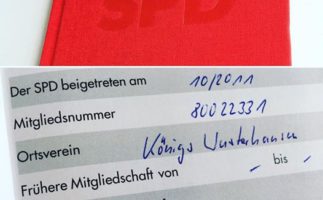 SPD
Der SPD beigetreten am 10/2011
Mitgliedsnummer 80022331
Ortsverein Königs Wusterhausen
Frühere Mitgliedschaft von – bis –